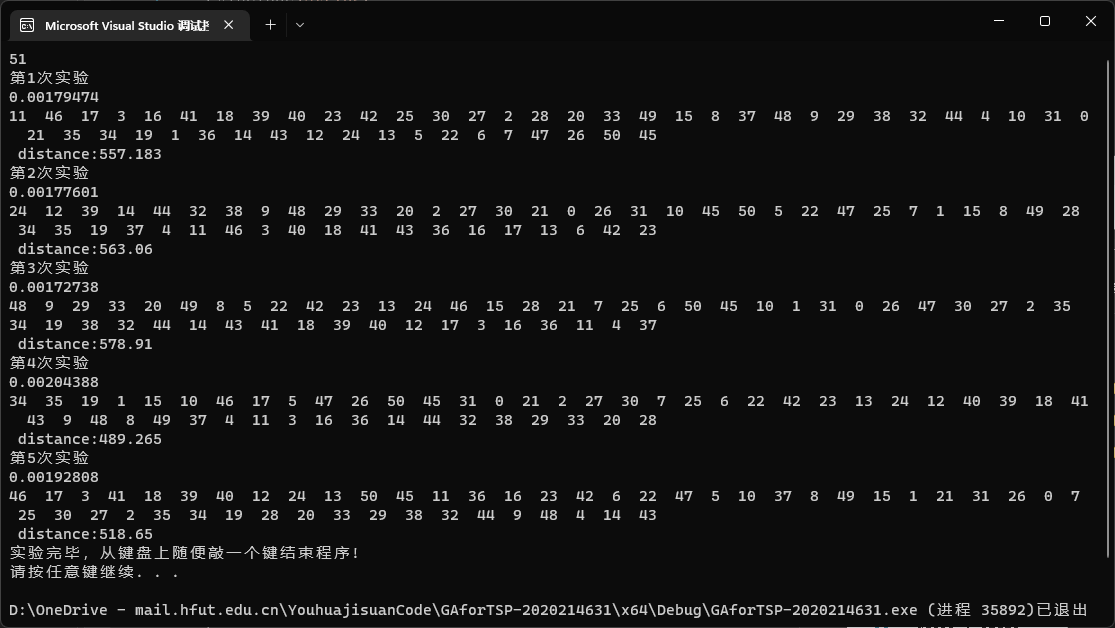 Microsoft Visual Studio 调试
51
第1次实验
0.00179474
11 46 17 3 16 41 18 39 40 23 42 25 30 27 2 28 20 33 49 15 8 37 48 9 29 38 32 44 4 10 31 0
21 35 34 19 1 36 14 43 12 24 13 5 22 6 7 47 26 50 45
distance:557.183
第2次实验
0.00177601
24 12 39 14 44 32 38 9 48 29 33 20 2 27 30 21 0 26 31 10 45 50 5 22 47 25 7 1 15 8 49 28
34 35 19 37 4 11 46 3 40 18 41 43 36 16 17 13 6 42 23
distance:563.06
第3次实验
0.00172738
48 9 29 33 20 49 8 5 22 42 23 13 24 46 15 28 21 7 25 6 50 45 10 1 31 0 26 47 30 27 2 35
34 19 38 32 44 14 43 41 18 39 40 12 17 3 16 36 11 4 37
distance:578.91
第4次实验
0.00204388
34 35 19 1 15 10 46 17 5 47 26 50 45 31 0 21 2 27 30 7 25 6 22 42 23 13 24 12 40 39 18 41
43 9 48 8 49 37 4 11 3 16 36 14 44 32 38 29 33 20 28
distance:489.265
第5次实验
0.00192808
46 17 3 41 18 39 40 12 24 13 50 45 11 36 16 23 42 6 22 47 5 10 37 8 49 15 1 21 31 26 0 7
25 30 27 2 35 34 19 28 20 33 29 38 32 44 9 48 4 14 43
distance:518.65
实验完毕，从键盘上随便敲一个键结束程序!
请按任意键继续. . .
D:\OneDrive - mail.hfut.edu.cn\YouhuajisuanCode\GAforTSP-2020214631\x64\Debug\GAforTSP-2020214631.exe (进程 35892)已退出